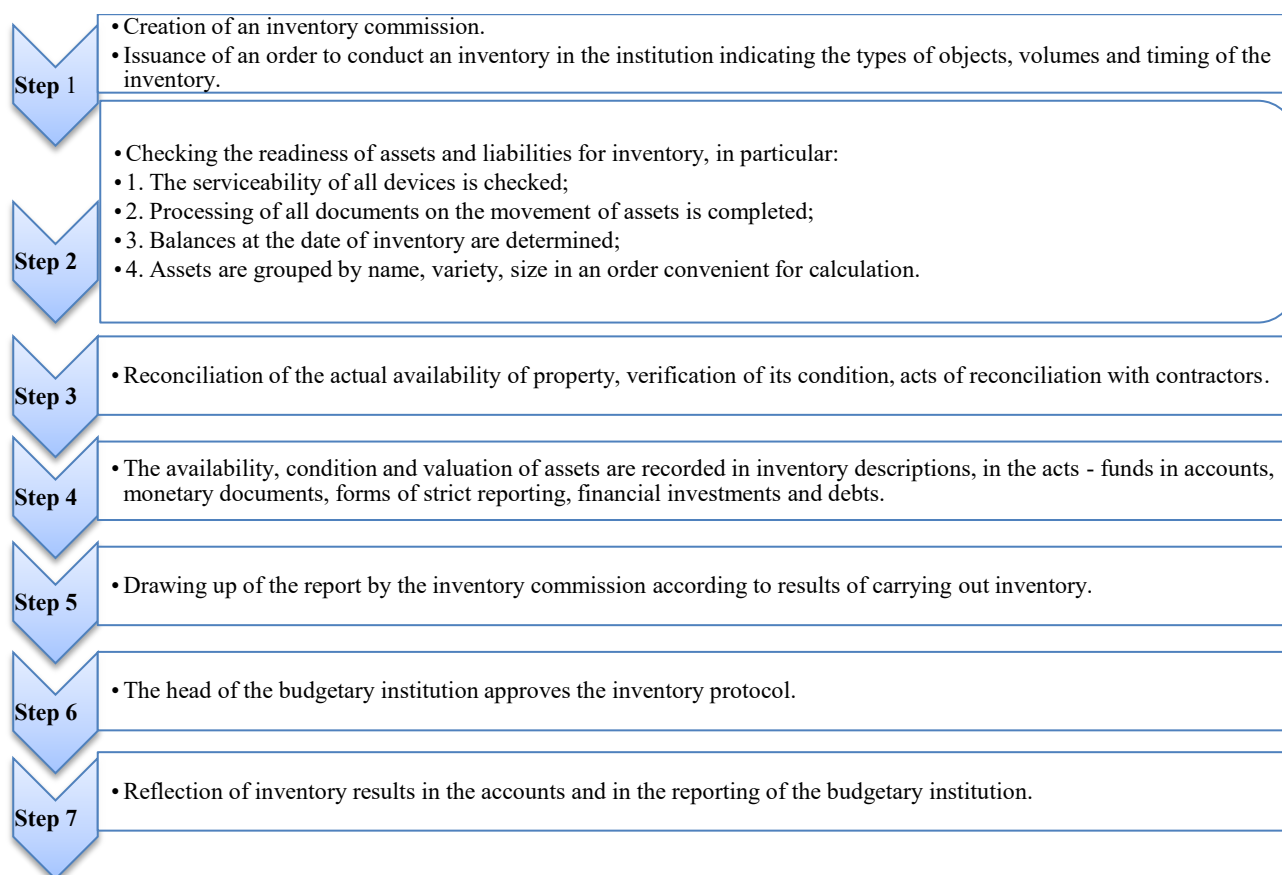 • Creation of an inventory commission.
• Issuance of an order to conduct an inventory in the institution indicating the types of objects, volumes and timing of the
inventory.
Step 1
• Checking the readiness of assets and liabilities for inventory, in particular:
• 1. The serviceability of all devices is checked;
• 2. Processing of all documents on the movement of assets is completed;
• 3. Balances at the date of inventory are determined;
• 4. Assets are grouped by name, variety, size in an order convenient for calculation.
Step 2
• Reconciliation of the actual availability of property, verification of its condition, acts of reconciliation with contractors.
Step 3
• The availability, condition and valuation of assets are recorded in inventory descriptions, in the acts - funds in accounts,
monetary documents, forms of strict reporting, financial investments and debts.
Step 4
• Drawing up of the report by the inventory commission according to results of carrying out inventory.
Step 5
• The head of the budgetary institution approves the inventory protocol.
Step 6
• Reflection of inventory results in the accounts and in the reporting of the budgetary institution.
Step 7